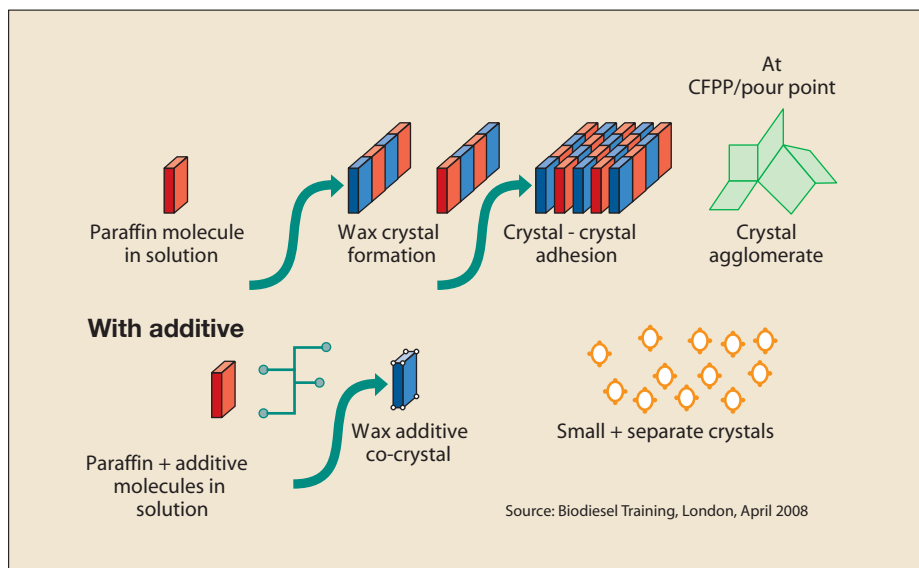 At
CFPP/pour point
Paraffin molecule
in solution
Wax crystal
formation
Crystal - crystal
adhesion
Crystal
agglomerate
With additive
Paraffin + additive
molecules in
solution
Wax additive
co-crystal
Small + separate crystals
Source: Biodiesel Training, London, April 2008